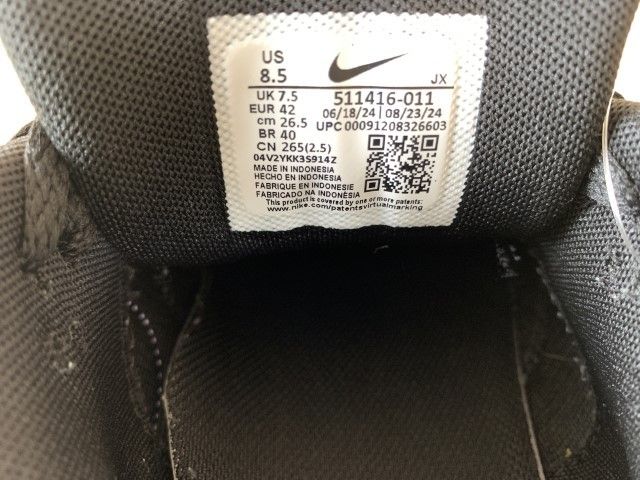 US
8.5
JX
UK 7.5
511416-011
EUR 42
06/18/24 | 08/23/24
cm 26.5
UPC 00091208326603
BR 40
CN 265(2.5)
04V2YKK3S914Z
MADE IN INDONESIA
HECHO EN INDONESIA
FABRIQUE EN INDONESIE
FABRICADO NA INDONÈSIA
This product is covered by one or more patents:
www.nike.com/patentsvirtualmarking